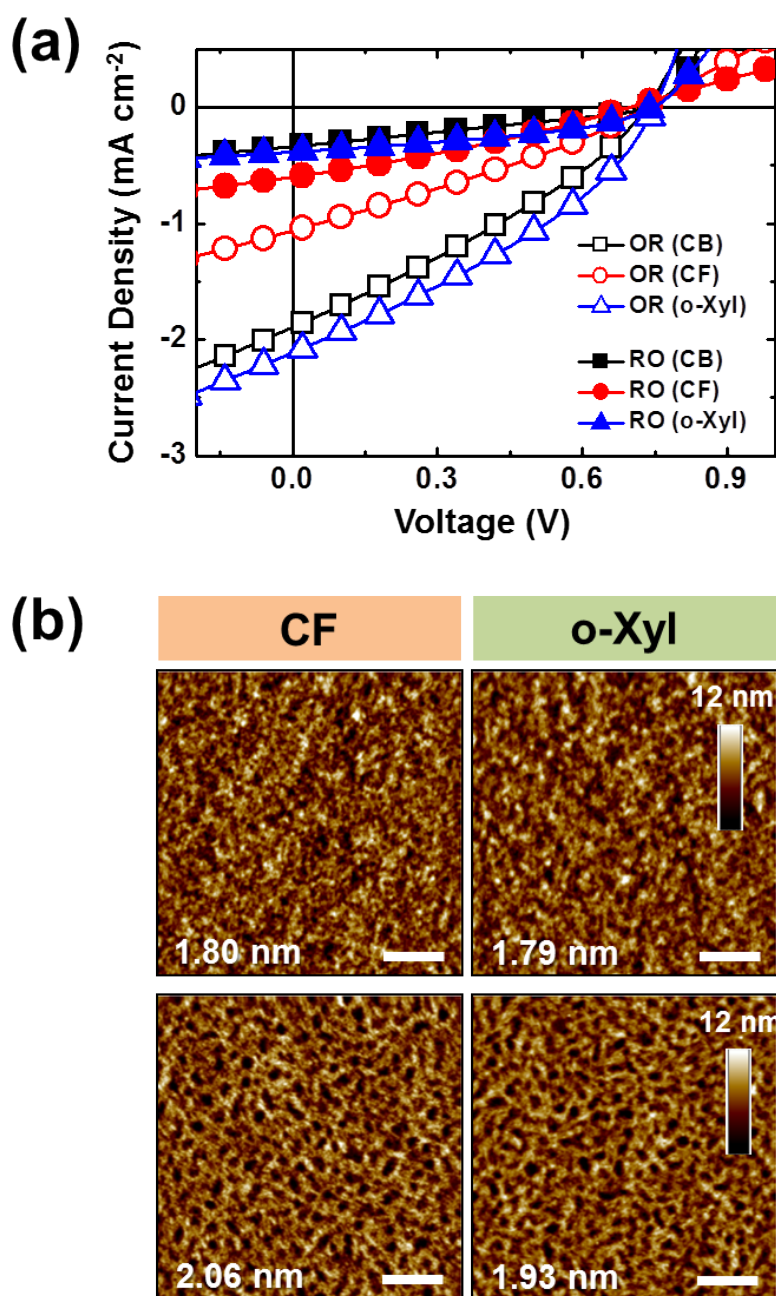 (a)
Current Density (mA cm-2)
0
-1
-2
-3
OR (CB)
OR (CF)
OR (o-Xyl)
RO (CB)
RO (CF)
RO (o-Xyl)
0.0 0.3 0.6 0.9
Voltage (V)
(b)
CF
o-Xyl
12 nm
1.80 nm
1.79 nm
12 nm
2.06 nm
1.93 nm